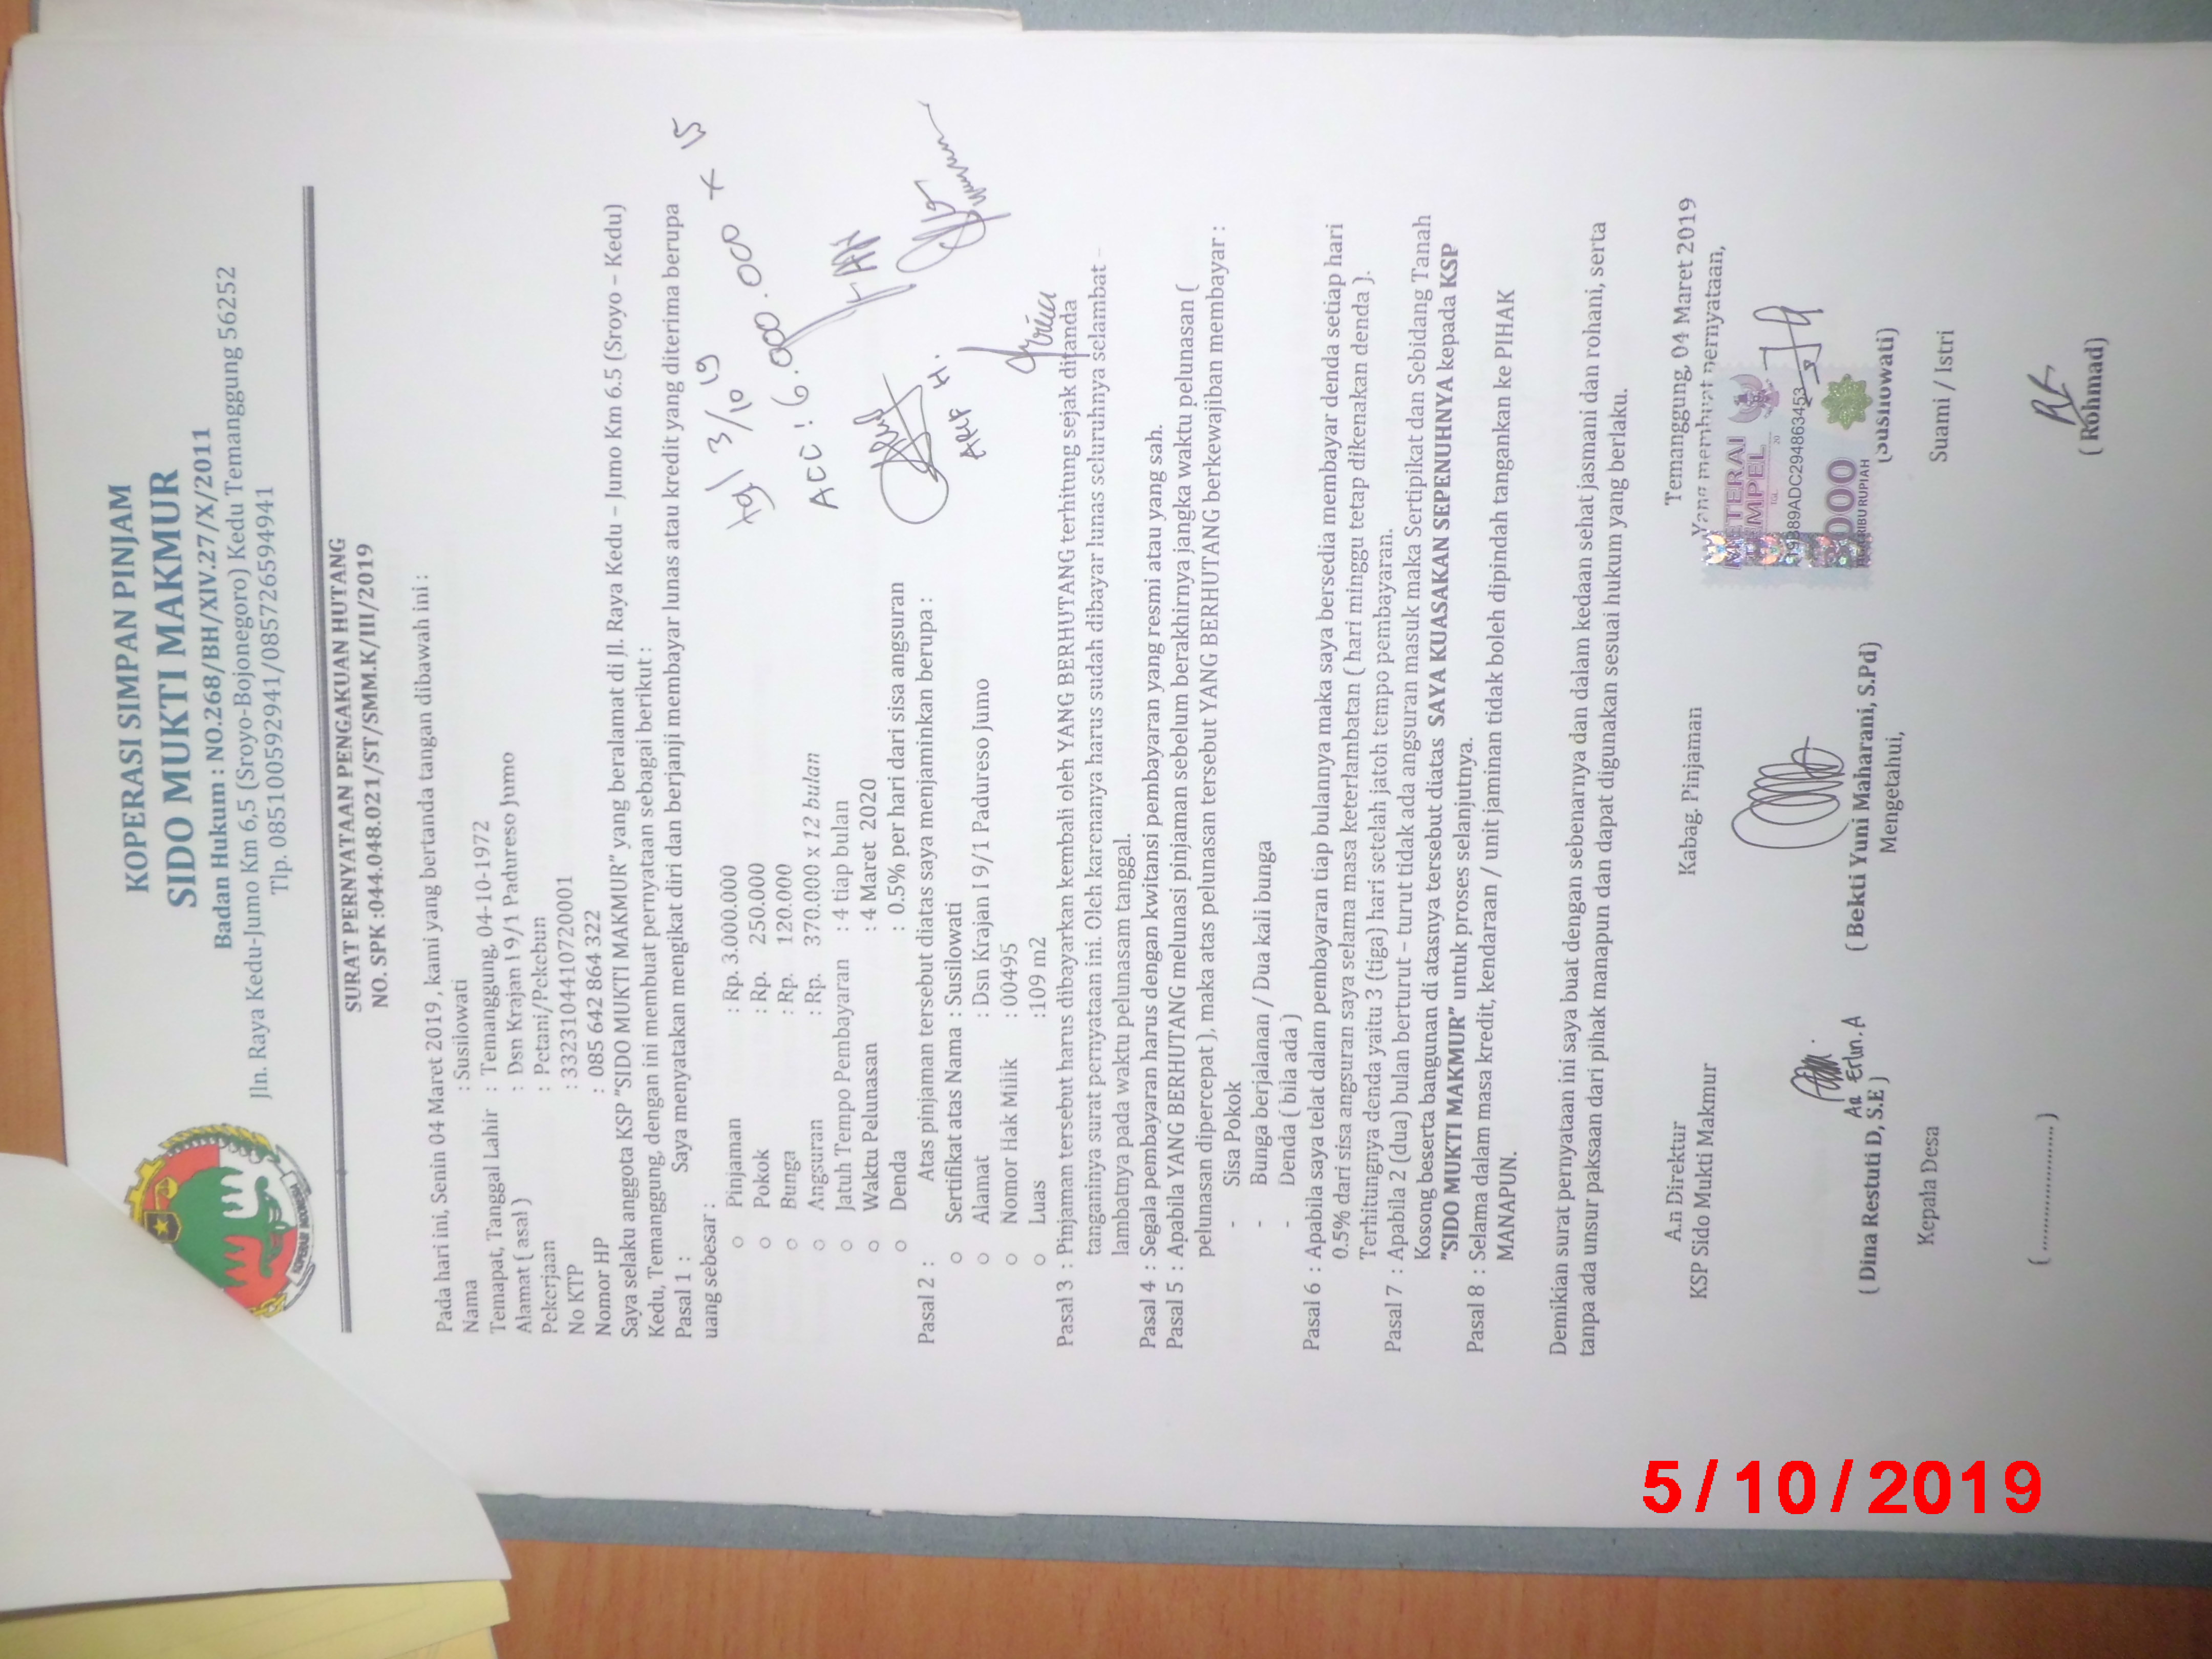 KOPERASI SIMPAN PINJAM
SIDO MUKTI MAKMUR
Badan Hukum : NO.268/BH/XIV.27/X/2011
Jln. Raya Kedu-Jumo Km 6,5 (Sroyo-Bojonegoro) Kedu Temanggung 56252
Tlp. 085100592941/085726594941
KOPERASI INDONESIA
SURAT PERNYATAAN PENGAKUAN HUTANG
NO. SPK :044.048.021/ST/SMM.K/III/2019
Pada hari ini, Senin 04 Maret 2019 , kami yang bertanda tangan dibawah ini :
Nama : Susilowati
Temapat, Tanggal Lahir : Temanggung, 04-10-1972
Alamat ( asal ) : Dsn Krajan I 9/1 Padureso Jumo
Pekerjaan : Petani/Pekebun
No KTP : 3323104410720001
Nomor HP : 085 642 864 322
Saya selaku anggota KSP "SIDO MUKTI MAKMUR" yang beralamat di Jl. Raya Kedu – Jumo Km 6.5 (Sroyo – Kedu)
Kedu, Temanggung, dengan ini membuat pernyataan sebagai berikut :
Pasal 1 : Saya menyatakan mengikat diri dan berjanji membayar lunas atau kredit yang diterima berupa
uang sebesar :
o Pinjaman : Rp. 3.000.000
o Pokok : Rp. 250.000
o Bunga : Rp. 120.000
o Angsuran : Rp. 370.000 x 12 bulan
o Jatuh Tempo Pembayaran : 4 tiap bulan
o Waktu Pelunasan : 4 Maret 2020
o Denda : 0.5% per hari dari sisa angsuran
tgl 3/10 19
ACC : 6.000.000 x 15
Pasal 2 : Atas pinjaman tersebut diatas saya menjaminkan berupa :
o Sertifikat atas Nama : Susilowati
o Alamat : Dsn Krajan I 9/1 Padureso Jumo
o Nomor Hak Milik : 00495
o Luas :109 m2
Pasal 3 : Pinjaman tersebut harus dibayarkan kembali oleh YANG BERHUTANG terhitung sejak ditanda
tanganinya surat pernyataan ini. Oleh karenanya harus sudah dibayar lunas seluruhnya selambat –
lambatnya pada waktu pelunasam tanggal.
Pasal 4 : Segala pembayaran harus dengan kwitansi pembayaran yang resmi atau yang sah.
Pasal 5 : Apabila YANG BERHUTANG melunasi pinjaman sebelum berakhirnya jangka waktu pelunasan (
pelunasan dipercepat ), maka atas pelunasan tersebut YANG BERHUTANG berkewajiban membayar :
- Sisa Pokok
- Bunga berjalanan / Dua kali bunga
- Denda ( bila ada )
Pasal 6 : Apabila saya telat dalam pembayaran tiap bulannya maka saya bersedia membayar denda setiap hari
0.5% dari sisa angsuran saya selama masa keterlambatan ( hari minggu tetap dikenakan denda ).
Terhitungnya denda yaitu 3 (tiga) hari setelah jatoh tempo pembayaran.
Pasal 7 : Apabila 2 (dua) bulan berturut – turut tidak ada angsuran masuk maka Sertipikat dan Sebidang Tanah
Kosong beserta bangunan di atasnya tersebut diatas SAYA KUASAKAN SEPENUHNYA kepada KSP
"SIDO MUKTI MAKMUR" untuk proses selanjutnya.
Pasal 8 : Selama dalam masa kredit, kendaraan / unit jaminan tidak boleh dipindah tangankan ke PIHAK
MANAPUN.
Demikian surat pernyataan ini saya buat dengan sebenarnya dan dalam kedaan sehat jasmani dan rohani, serta
tanpa ada unsur paksaan dari pihak manapun dan dapat digunakan sesuai hukum yang berlaku.
Temanggung, 04 Maret 2019
A.n Direktur Kabag. Pinjaman Yang membuat pernyataan,
KSP Sido Mukti Makmur
METERAI
TEMPEL
19B89ADC294863453
000
RIBU RUPIAH
Aa Erlin. A
( Dina Restuti D, S.E ) ( Bekti Yuni Maharani, S.Pd) (Susilowati)
Mengetahui,
Kepala Desa Suami / Istri
( ........................ ) ( Rohmad)
5/10/2019